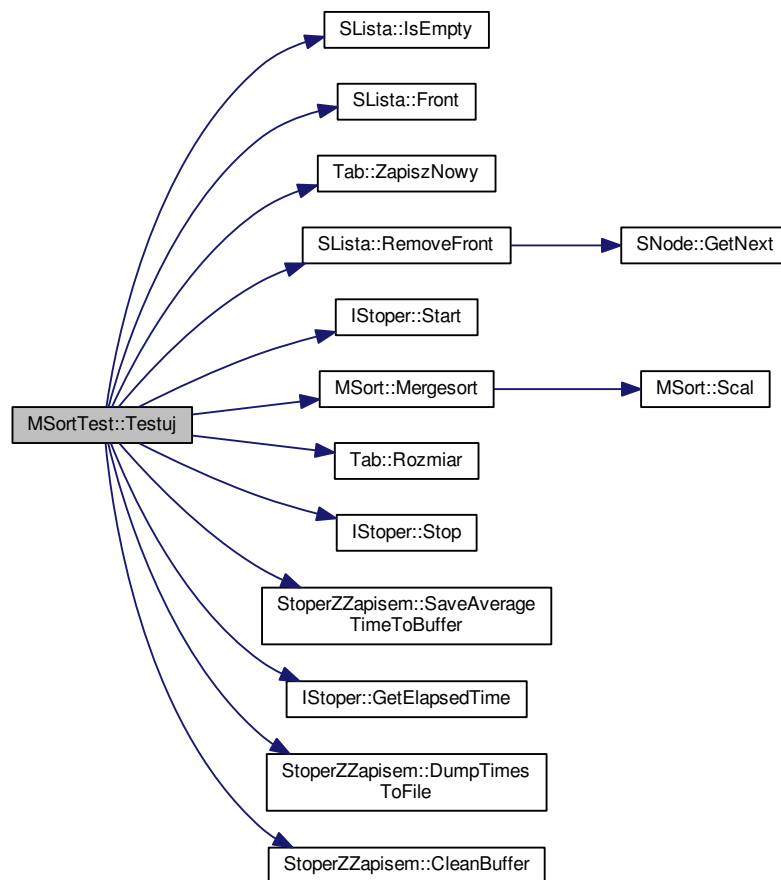 SLista::IsEmpty
SLista::Front
Tab::ZapiszNowy
SLista::RemoveFront
SNode::GetNext
IStoper::Start
MSortTest::Testuj
MSort::Mergesort
MSort::Scal
Tab::Rozmiar
IStoper::Stop
StoperZZapisem::SaveAverage
TimeToBuffer
IStoper::GetElapsedTime
StoperZZapisem::DumpTimes
ToFile
StoperZZapisem::CleanBuffer